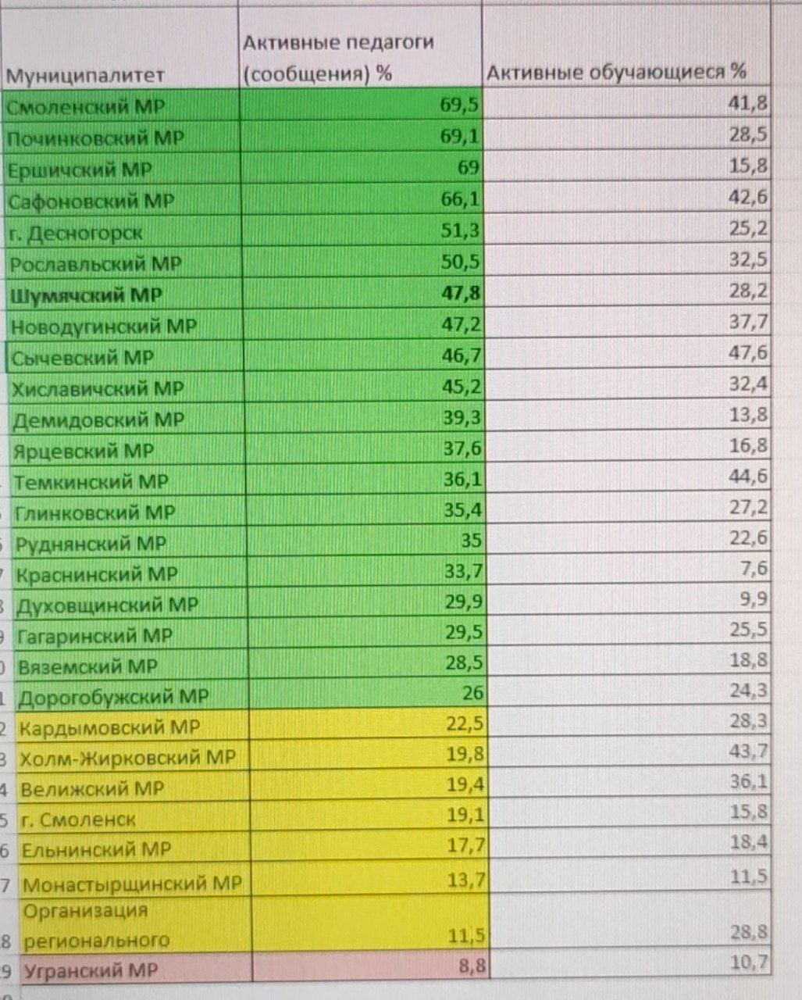 Муниципалитет Активные педагоги (сообщения) % Активные обучающиеся %
Смоленский МР 69,5 41,8
Починковский МР 69,1 28,5
Ершичский МР 69 15,8
Сафоновский МР 66,1 42,6
г. Десногорск 51,3 25,2
Рославльский МР 50,5 32,5
Шумячский МР 47,8 28,2
Новодугинский МР 47,2 37,7
Сычевский МР 46,7 47,6
Хиславичский МР 45,2 32,4
Демидовский МР 39,3 13,8
Ярцевский МР 37,6 16,8
Темкинский МР 36,1 44,6
Глинковский МР 35,4 27,2
Руднянский МР 35 22,6
Краснинский МР 33,7 7,6
Духовщинский МР 29,9 9,9
Гагаринский МР 29,5 25,5
Вяземский МР 28,5 18,8
Дорогобужский МР 26 24,3
Кардымовский МР 22,5 28,3
Холм-Жирковский МР 19,8 43,7
Велижский МР 19,4 36,1
г. Смоленск 19,1 15,8
Ельнинский МР 17,7 18,4
Монастырщинский МР 13,7 11,5
Организация
регионального 11,5 28,8
Угранский МР 8,8 10,7